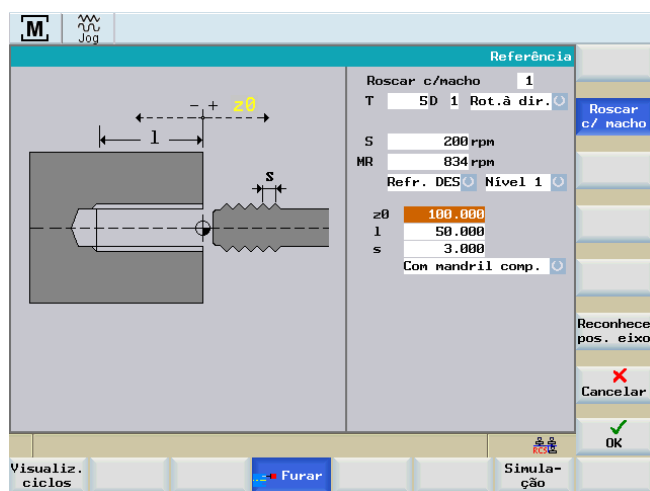 M
Jog
Referência
- + z0
l
s
Roscar c/macho 1
T 5 D 1 Rot.à dir.
S 200 rpm
MR 834 rpm
Refr. DES Nível 1
z0 100.000
l 50.000
s 3.000
Com mandril comp.
Roscar
c/ macho
Reconhece
pos. eixo
Cancelar
OK
RCS
Visualiz.
ciclos
Furar
Simula-
ção